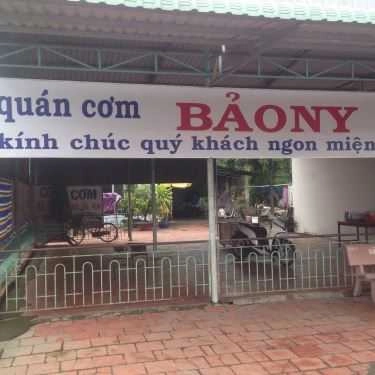 quán cơm BẢONY
kính chúc quý khách ngon miện
CƠM